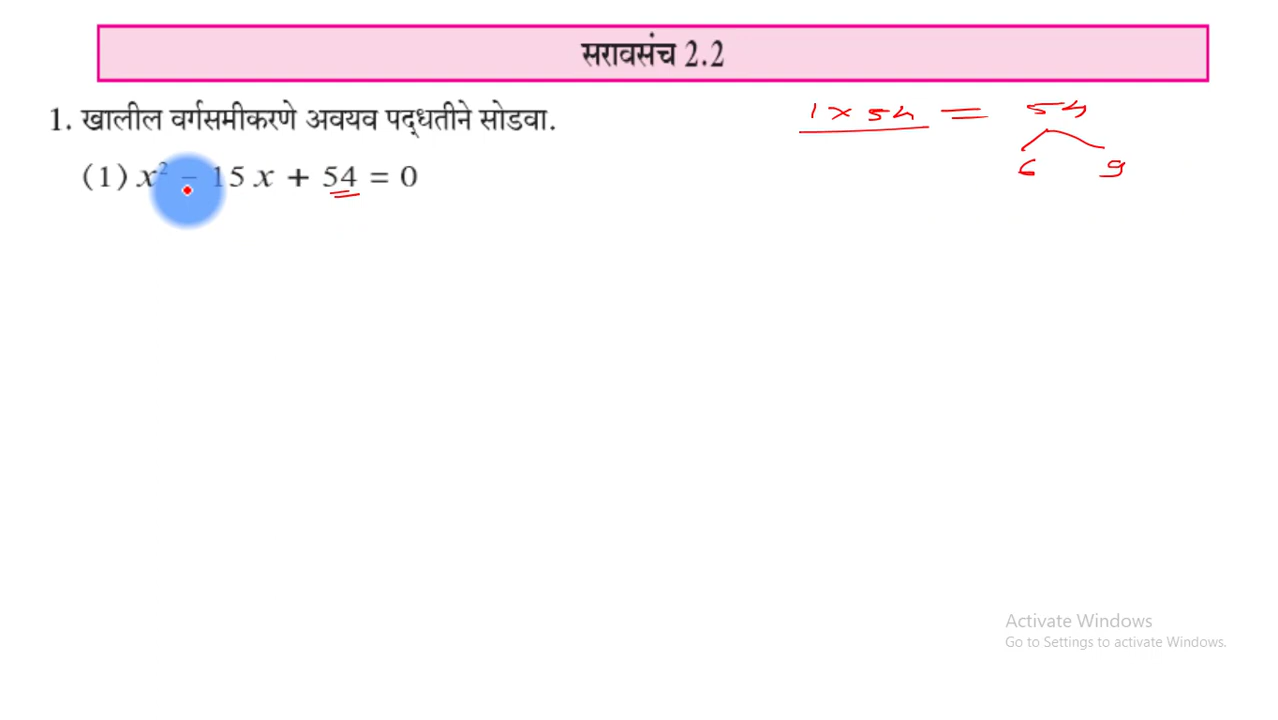 सरावसंच 2.2
1. खालील वर्गसमीकरणे अवयव पद्धतीने सोडवा.
1 × 54 = 54
6 9
(1) x² − 15 x + 54 = 0
Activate Windows
Go to Settings to activate Windows.